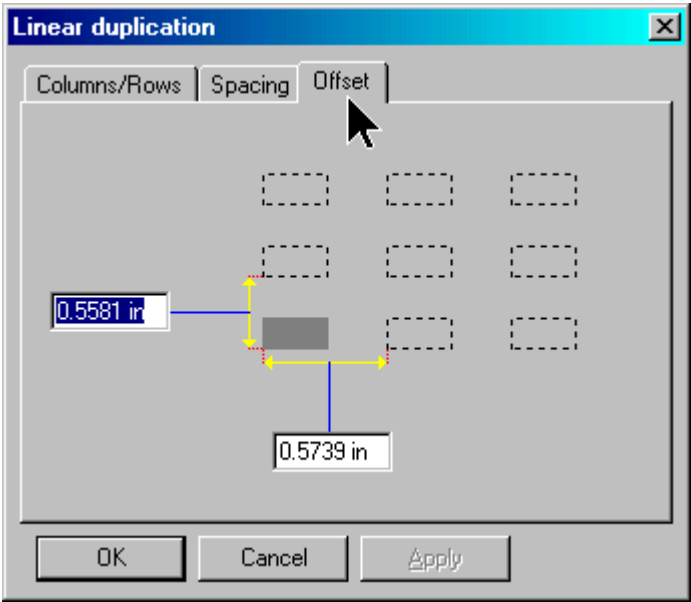 Linear duplication
Columns/Rows Spacing Offset
0.5581 in
0.5739 in
OK Cancel Apply